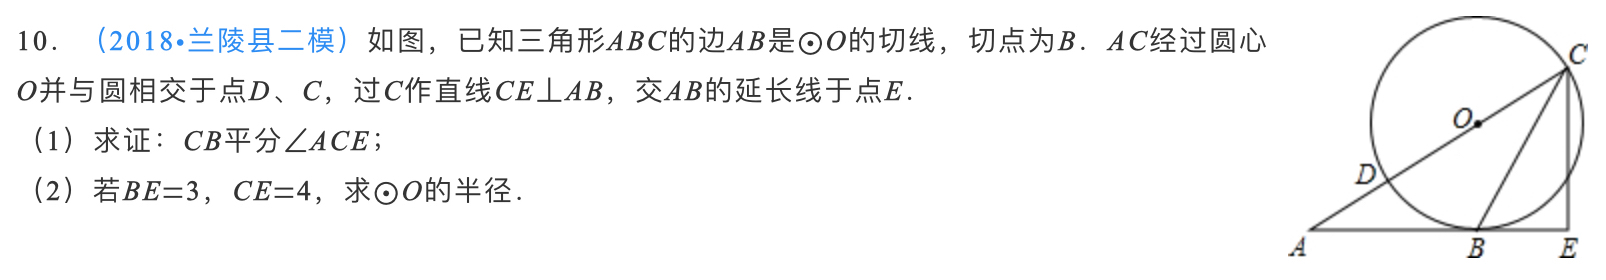 10. （2018•兰陵县二模）如图，已知三角形ABC的边AB是⊙O的切线，切点为B．AC经过圆心
O并与圆相交于点D、C，过C作直线CE⊥AB，交AB的延长线于点E．
（1）求证：CB平分∠ACE；
（2）若BE=3，CE=4，求⊙O的半径．
C
O
D
A
B
E